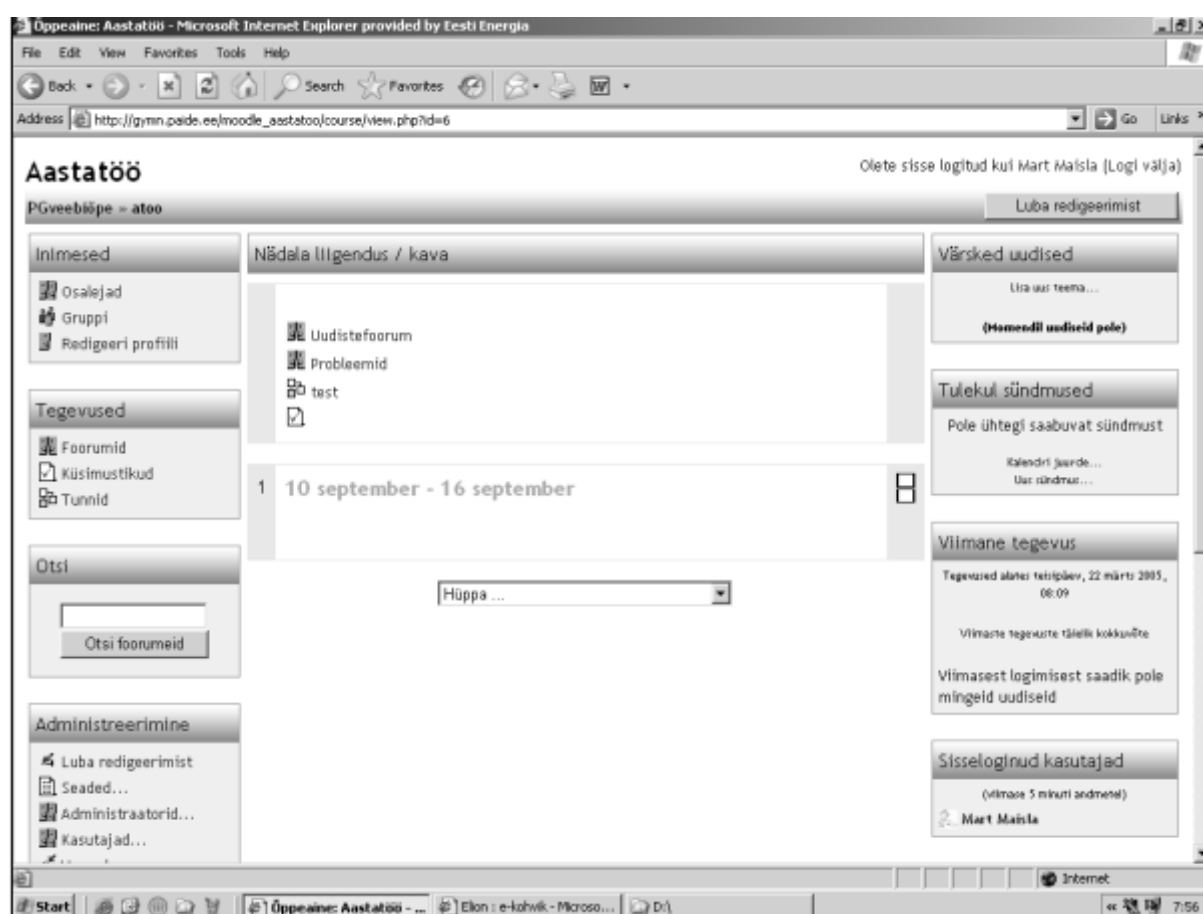 Õppeaine: Aastatöö - Microsoft Internet Explorer provided by Eesti Energia
File Edit View Favorites Tools Help
Back Search Favorites
Address http://gymn.paide.ee/moodle_aastatoo/course/view.php?id=6 Go Links
Aastatöö
Olete sisse logitud kui Mart Maisla (Logi välja)
PGveebiõpe » atoo
Luba redigeerimist
Inimesed
Osalejad
Gruppi
Redigeeri profiili
Tegevused
Foorumid
Küsimustikud
Tunnid
Otsi
Otsi foorumeid
Administreerimine
Luba redigeerimist
Seaded...
Administraatorid...
Kasutajad...
Nädala liigendus / kava
Uudistefoorum
Probleemid
test
1 10 september - 16 september
Hüppa ...
Värsked uudised
Lisa uus teema...
(Momendil uudiseid pole)
Tulekul sündmused
Pole ühtegi saabuvat sündmust
Kalendri juurde...
Uus sündmus...
Viimane tegevus
Tegevused alates teisipäev, 22 märts 2005,
08:09
Viimaste tegevuste täielik kokkuvõte
Viimasest logimisest saadik pole
mingeid uudiseid
Sisseloginud kasutajad
(viimase 5 minuti andmetel)
Mart Maisla
Internet
Start Õppeaine: Aastatöö - ... Elion : e-kohvik - Microso... D:\ 7:56